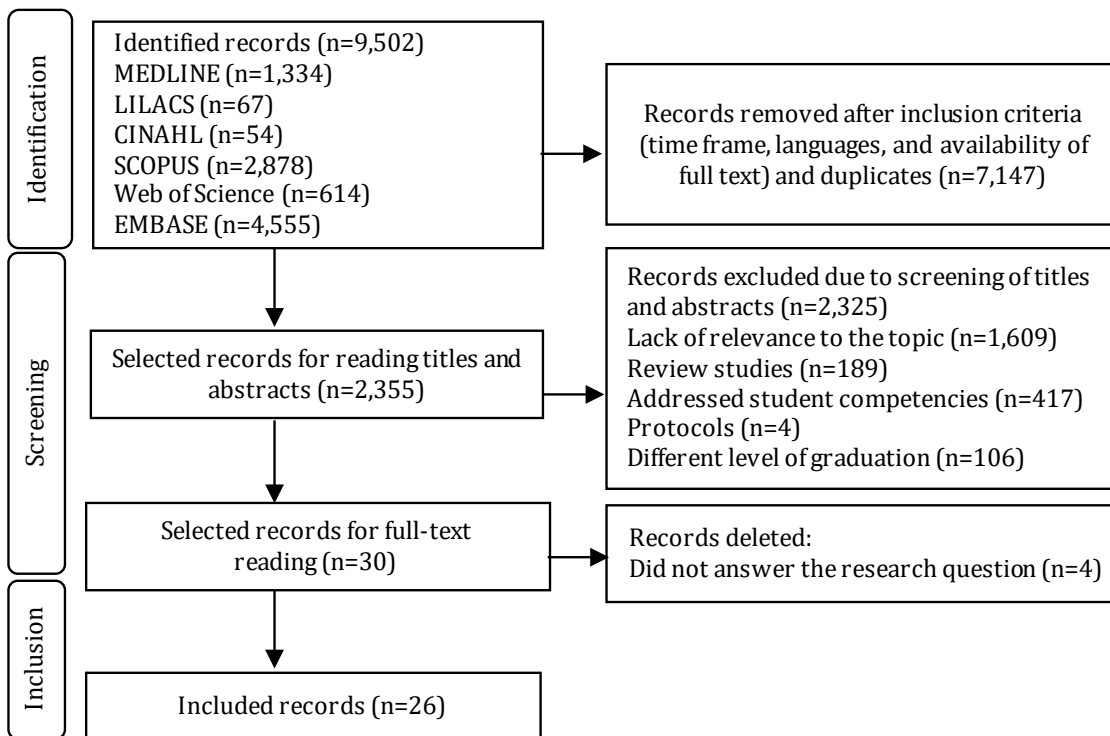 Identification
Identified records (n=9,502)
MEDLINE (n=1,334)
LILACS (n=67)
CINAHL (n=54)
SCOPUS (n=2,878)
Web of Science (n=614)
EMBASE (n=4,555)
Records removed after inclusion criteria
(time frame, languages, and availability of
full text) and duplicates (n=7,147)
Screening
Selected records for reading titles and
abstracts (n=2,355)
Records excluded due to screening of titles
and abstracts (n=2,325)
Lack of relevance to the topic (n=1,609)
Review studies (n=189)
Addressed student competencies (n=417)
Protocols (n=4)
Different level of graduation (n=106)
Selected records for full-text
reading (n=30)
Records deleted:
Did not answer the research question (n=4)
Inclusion
Included records (n=26)